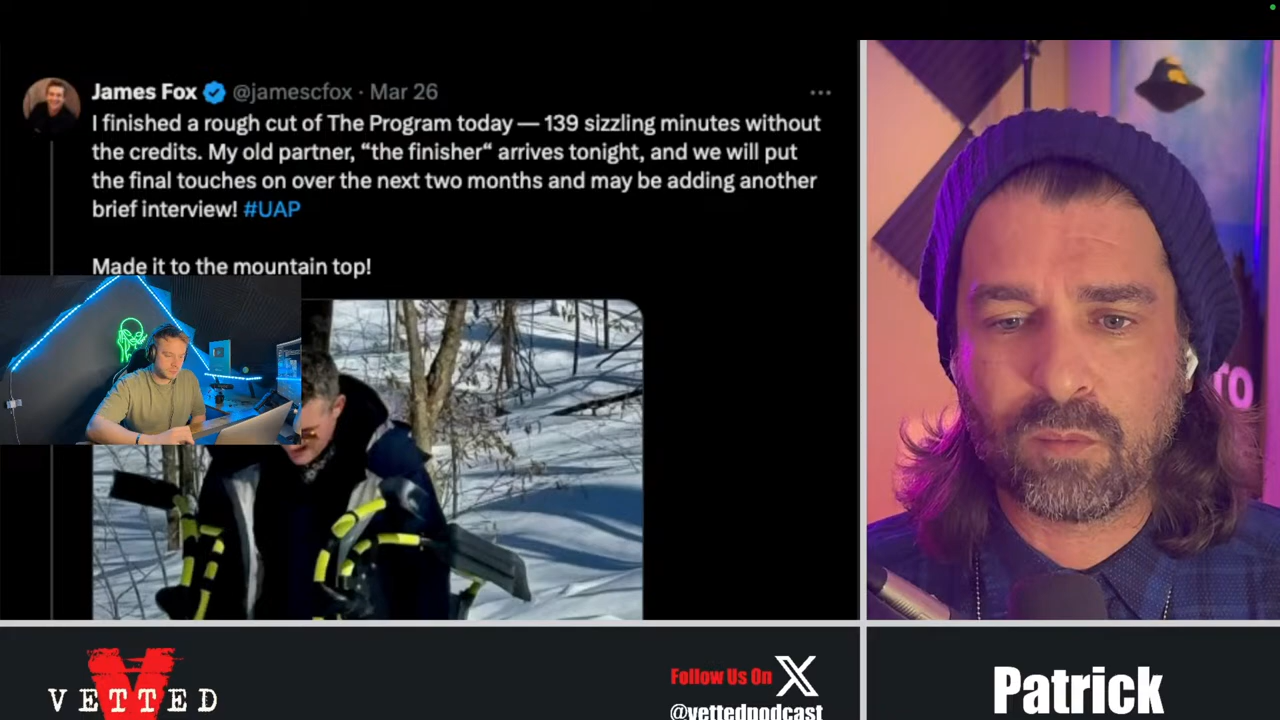 James Fox @jamescfox · Mar 26
I finished a rough cut of The Program today — 139 sizzling minutes without
the credits. My old partner, “the finisher“ arrives tonight, and we will put
the final touches on over the next two months and may be adding another
brief interview! #UAP
Made it to the mountain top!
RO
VETTED
Follow Us On X
@vettedpodcast
Patrick